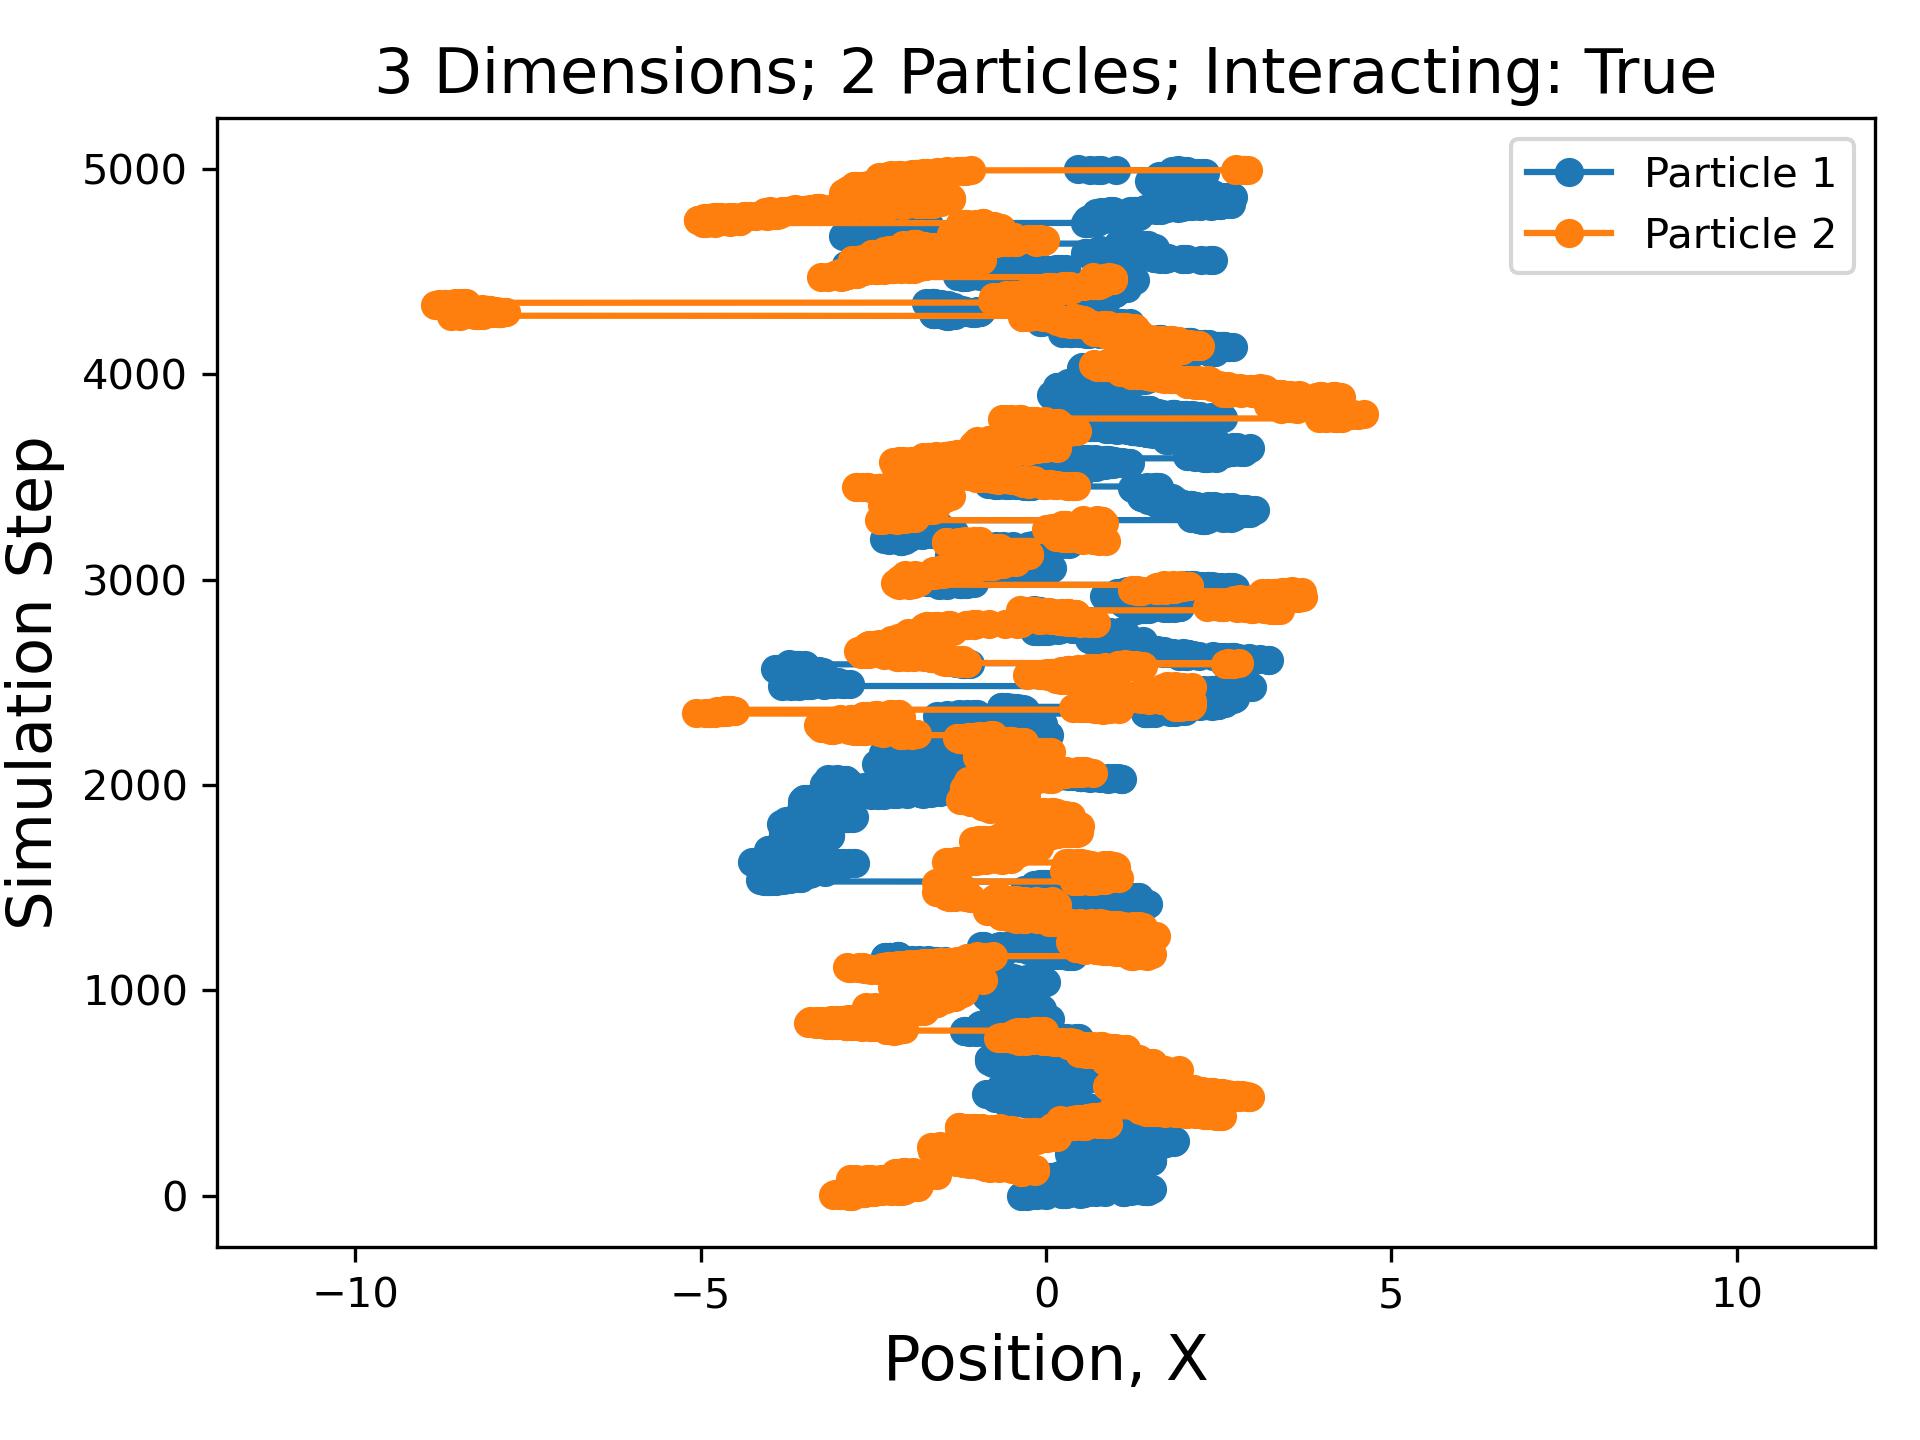 3 Dimensions; 2 Particles; Interacting: True
Particle 1
Particle 2
Simulation Step
5000
4000
3000
2000
1000
0
−10
−5
0
5
10
Position, X